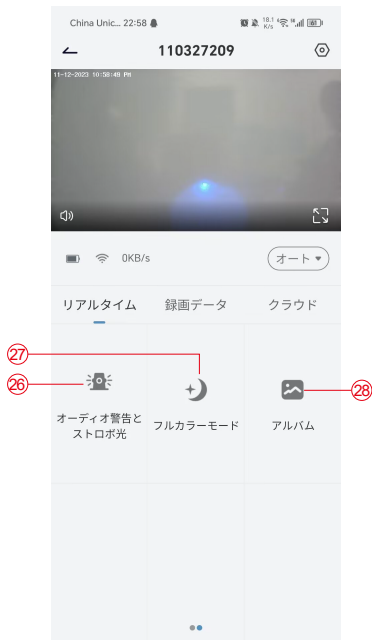 China Unic... 22:58
18.1 K/s
110327209
11-12-2023 10:58:49 PM
0KB/s
オート
リアルタイム 録画データ クラウド
㉗
㉖
㉘
オーディオ警告と
ストロボ光
フルカラーモード
アルバム